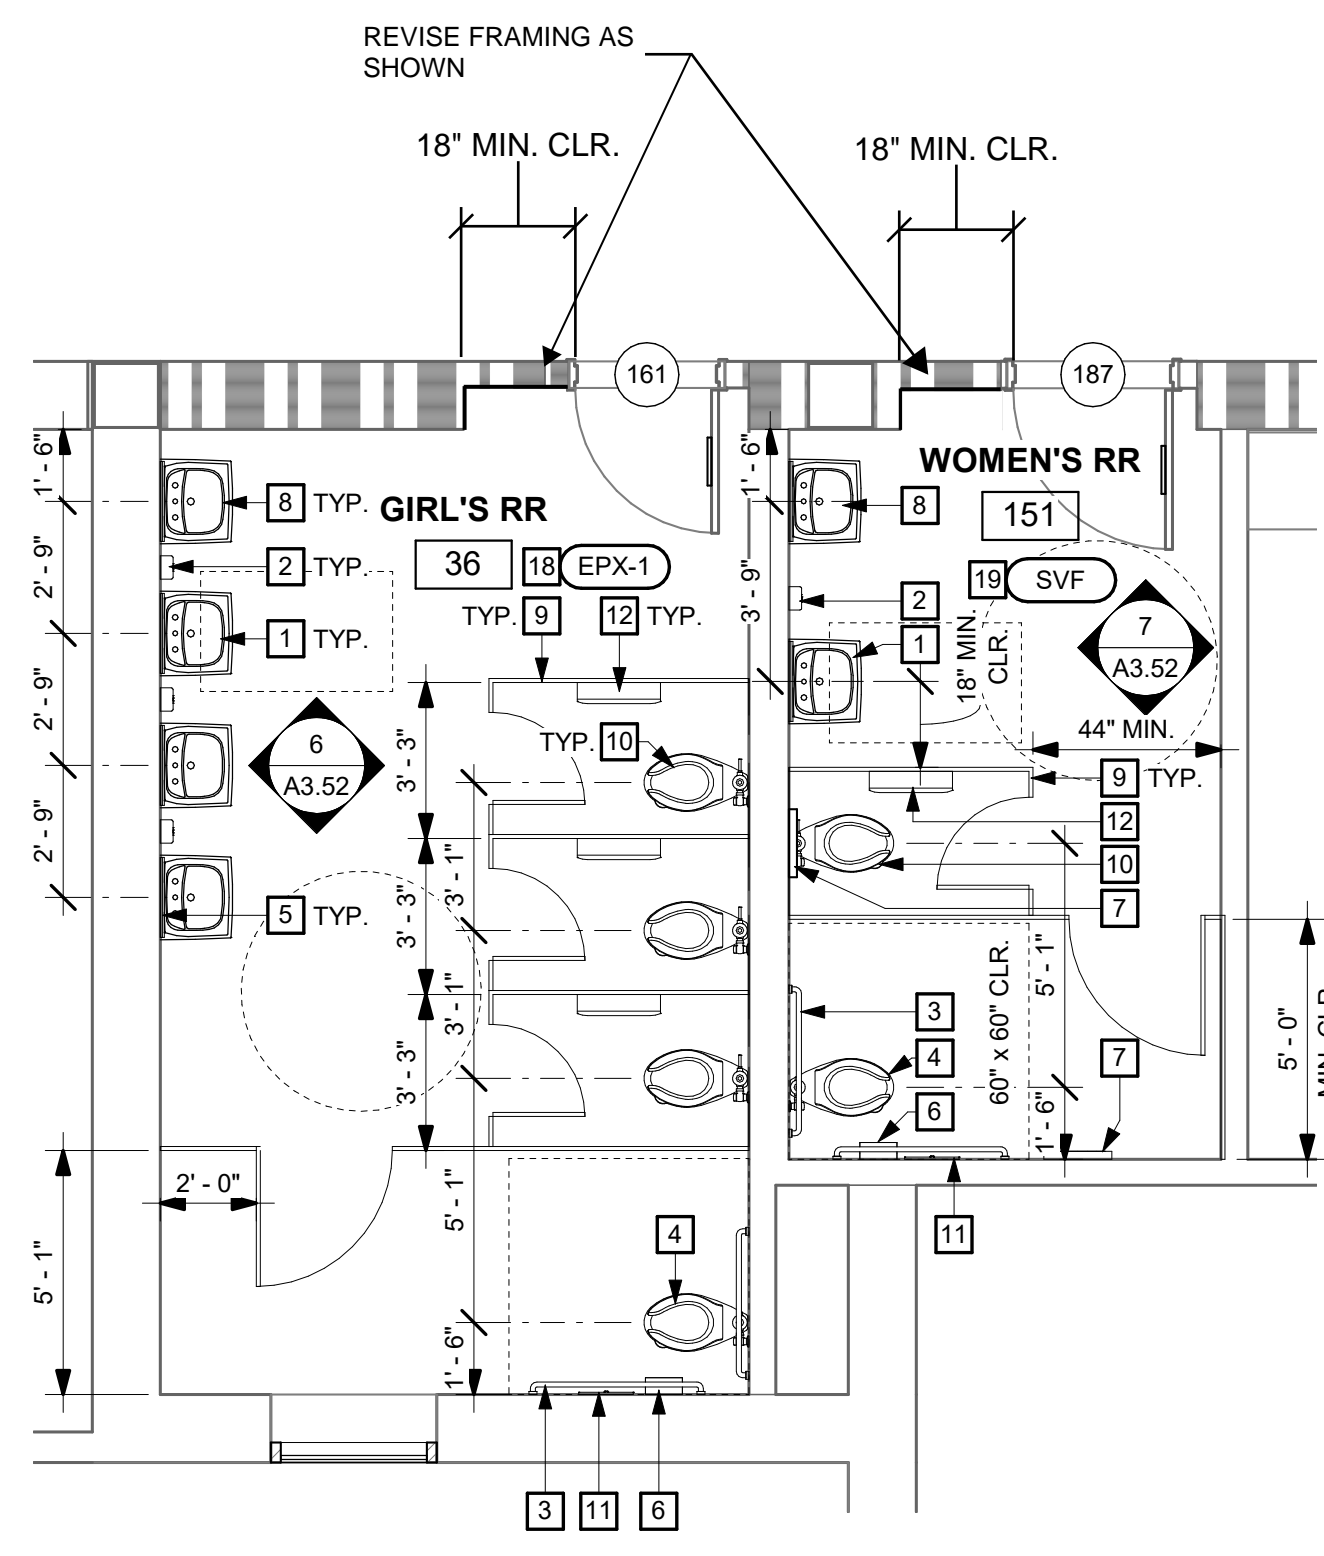 REVISE FRAMING AS
SHOWN
18" MIN. CLR.
18" MIN. CLR.
161
187
1' - 6"
2' - 9"
2' - 9"
2' - 9"
8 TYP.
GIRL'S RR
36
18 EPX-1
2 TYP.
1 TYP.
TYP. 9
12 TYP.
TYP. 10
6
A3.52
5 TYP.
3' - 3"
3' - 3"
3' - 3"
3' - 1"
3' - 1"
5' - 1"
1' - 6"
2' - 0"
5' - 1"
4
3
11
6
1' - 6"
3' - 9"
WOMEN'S RR
151
8
19 SVF
2
1
18" MIN.
CLR.
7
A3.52
44" MIN.
9 TYP.
12
10
7
60" x 60" CLR.
5' - 1"
1' - 6"
3
4
6
7
11
5' - 0"